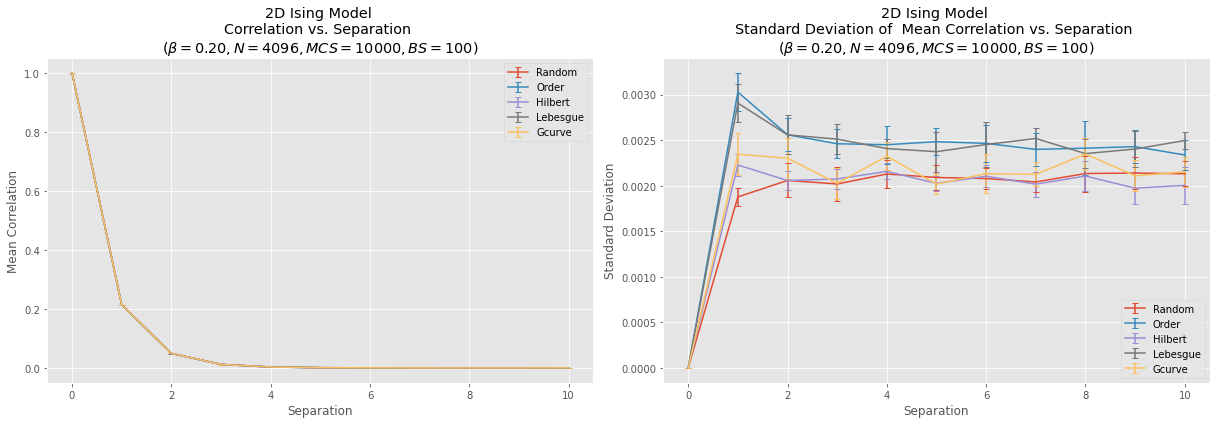 2D Ising Model
Correlation vs. Separation
(β = 0.20, N = 4096, MCS = 10000, BS = 100)
Mean Correlation
1.0
0.8
0.6
0.4
0.2
0.0
0
2
4
6
8
10
Separation
Random
Order
Hilbert
Lebesgue
Gcurve
2D Ising Model
Standard Deviation of  Mean Correlation vs. Separation
(β = 0.20, N = 4096, MCS = 10000, BS = 100)
Standard Deviation
0.0030
0.0025
0.0020
0.0015
0.0010
0.0005
0.0000
0
2
4
6
8
10
Separation
Random
Order
Hilbert
Lebesgue
Gcurve